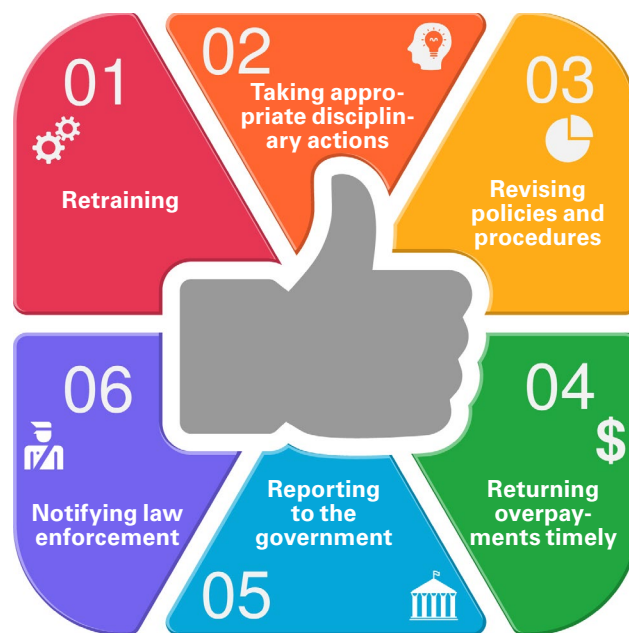 01
Retraining
02
Taking appro-
priate disciplin-
ary actions
03
Revising
policies and
procedures
04
$
Returning
overpay-
ments timely
Reporting
to the
government
05
06
Notifying law
enforcement